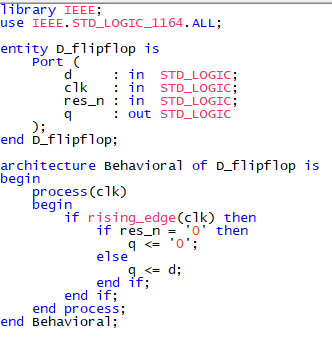 library IEEE;
use IEEE.STD_LOGIC_1164.ALL;

entity D_flipflop is
    Port (
        d     : in  STD_LOGIC;
        clk   : in  STD_LOGIC;
        res_n : in  STD_LOGIC;
        q     : out STD_LOGIC
    );
end D_flipflop;

architecture Behavioral of D_flipflop is
begin
    process(clk)
    begin
        if rising_edge(clk) then
            if res_n = '0' then
                q <= '0';
            else
                q <= d;
            end if;
        end if;
    end process;
end Behavioral;